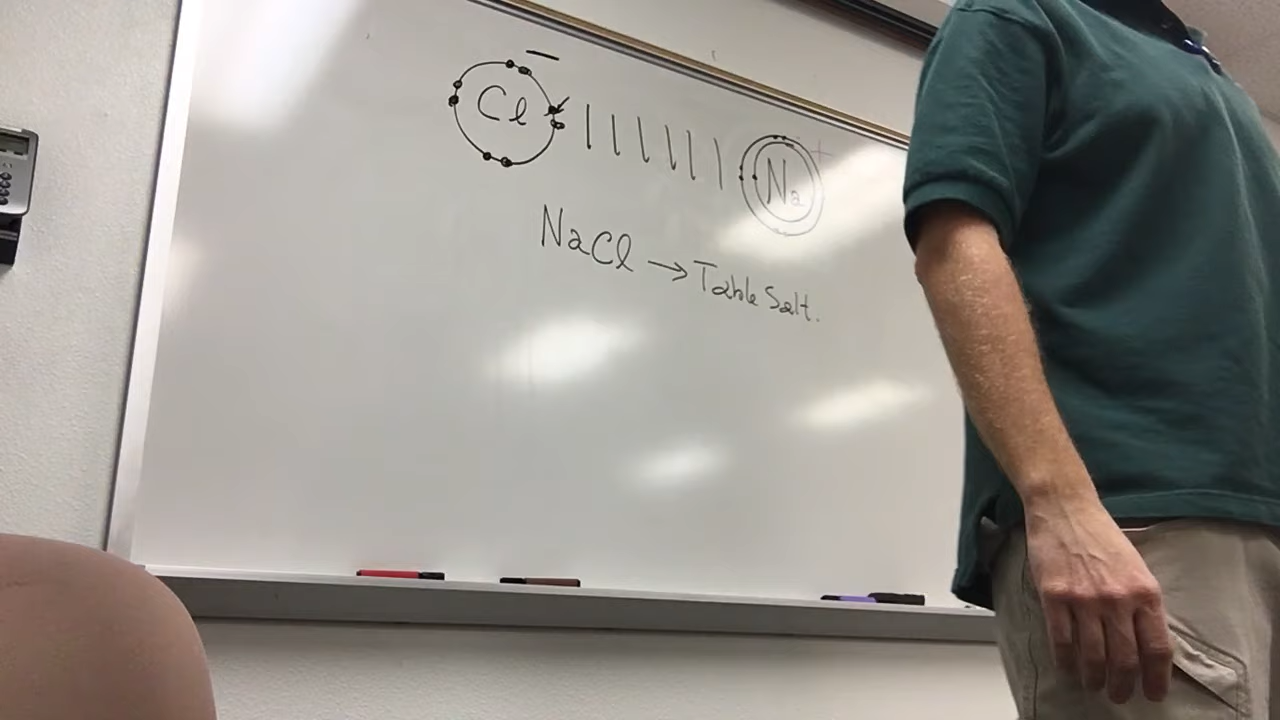 Cl −
Na +
NaCl → Table Salt.